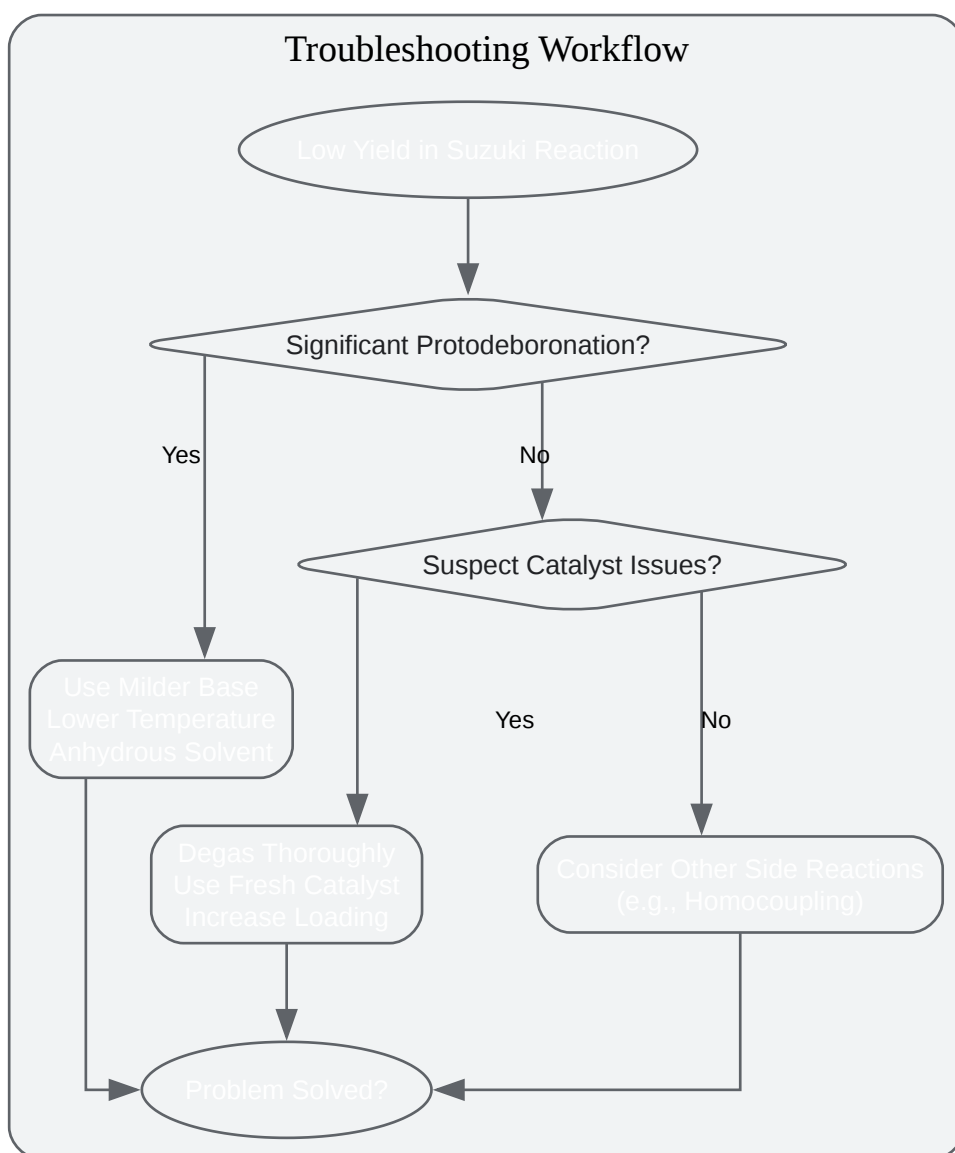 Troubleshooting Workflow
Low Yield in Suzuki Reaction
Significant Protodeboronation?
Yes
No
Suspect Catalyst Issues?
Use Milder Base
Lower Temperature
Anhydrous Solvent
Yes
No
Degas Thoroughly
Use Fresh Catalyst
Increase Loading
Consider Other Side Reactions
(e.g., Homocoupling)
Problem Solved?